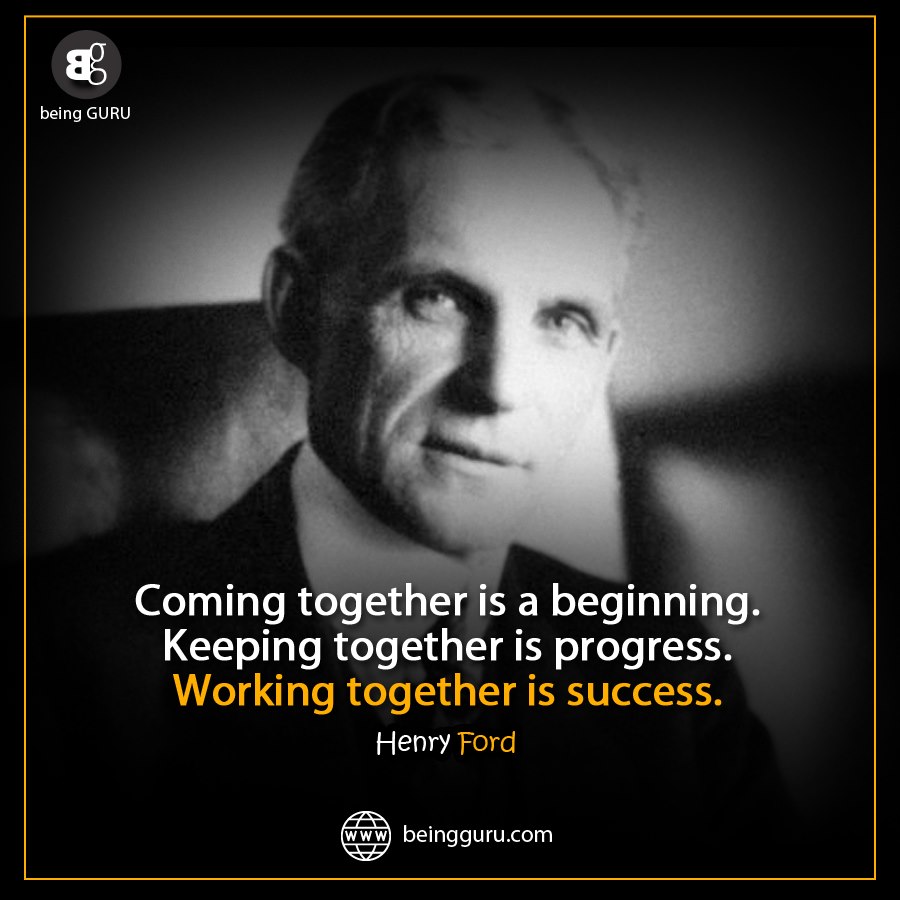 Bg
being GURU
Coming together is a beginning.
Keeping together is progress.
Working together is success.
Henry Ford
www beingguru.com